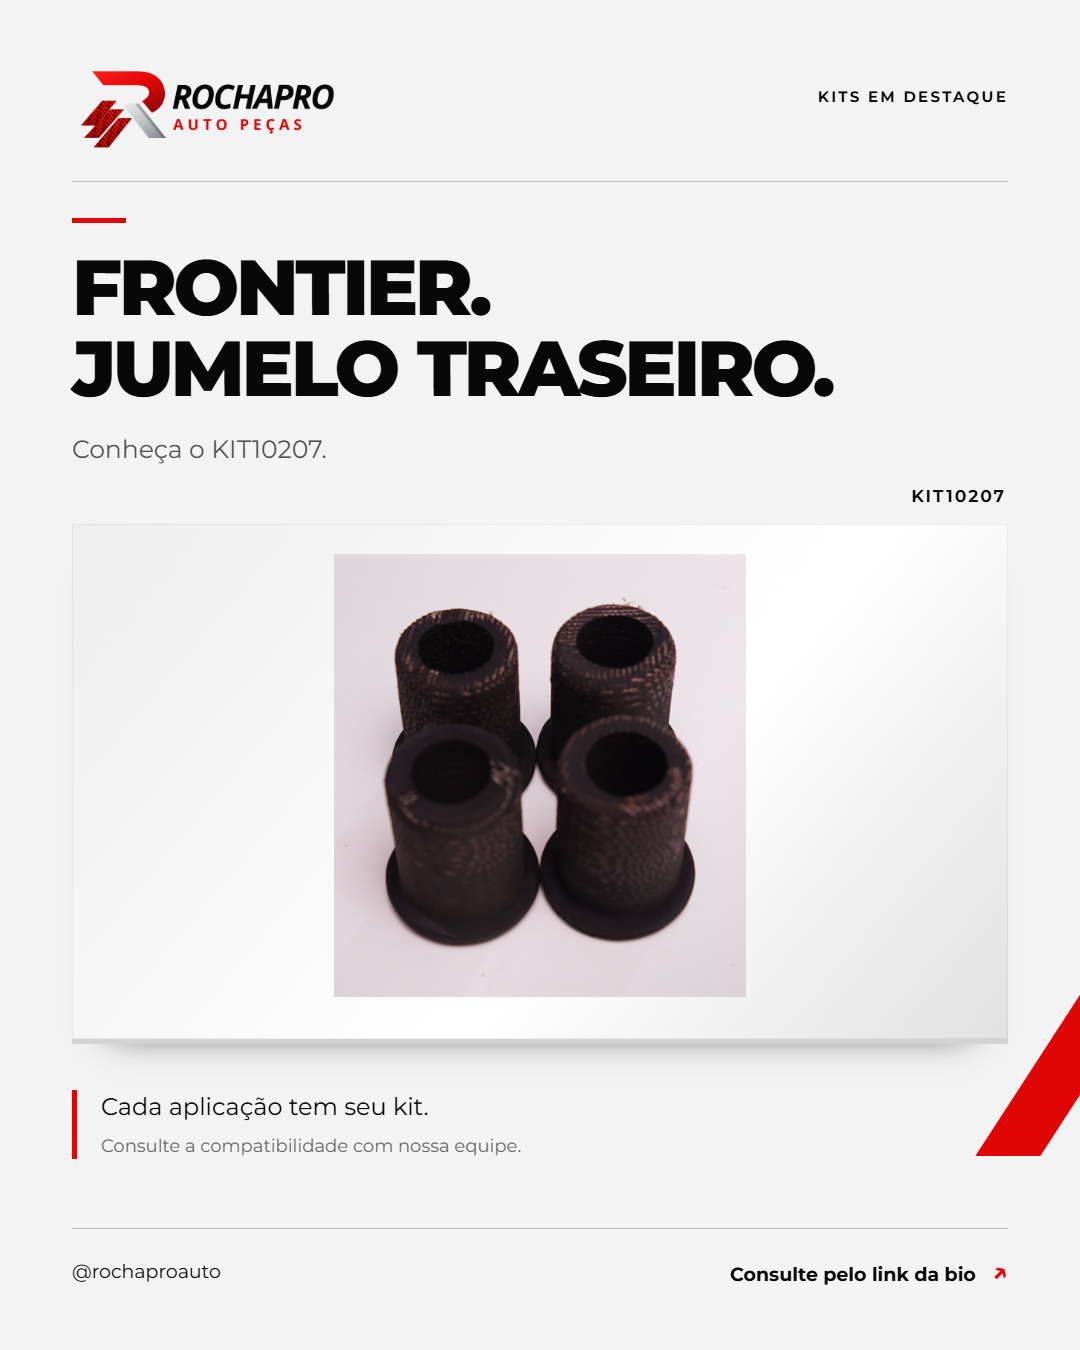 ROCHAPRO
AUTO PEÇAS
KITS EM DESTAQUE
FRONTIER.
JUMELO TRASEIRO.
Conheça o KIT10207.
KIT10207
Cada aplicação tem seu kit.
Consulte a compatibilidade com nossa equipe.
@rochaproauto
Consulte pelo link da bio